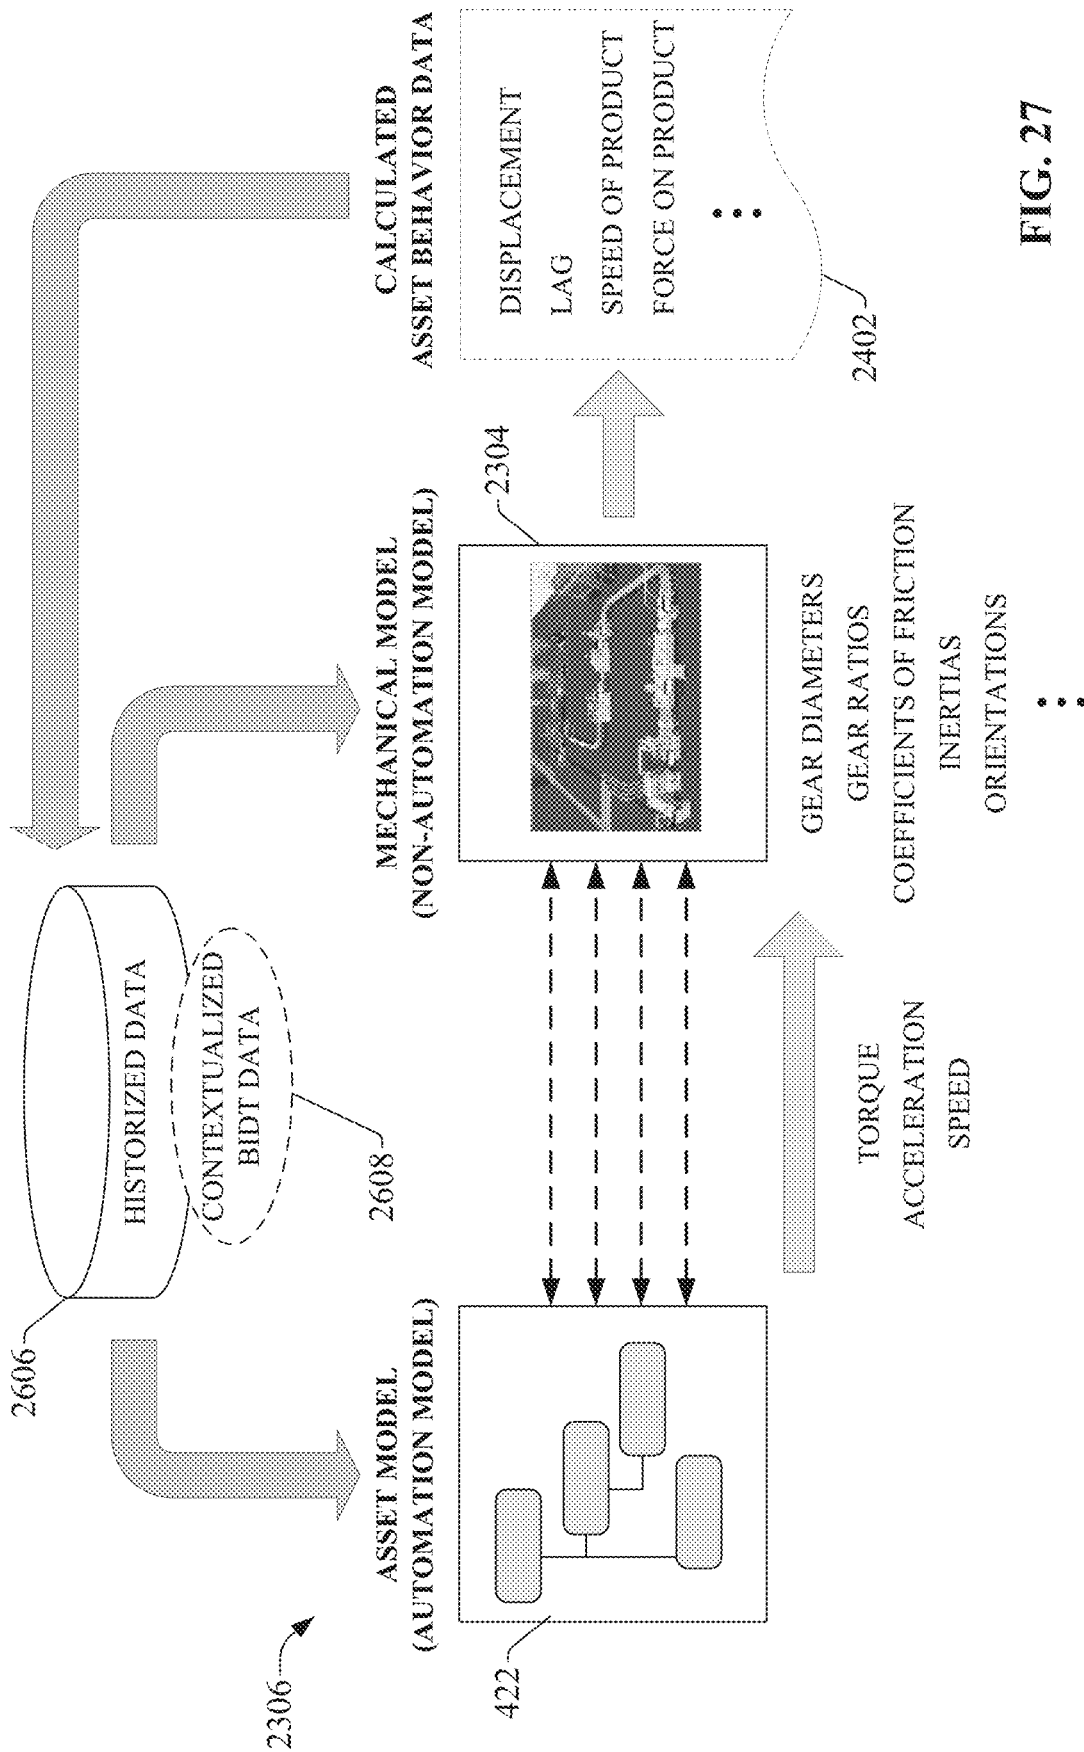 2606
HISTORIZED DATA
CONTEXTUALIZED
BIDT DATA
2608
2306
ASSET MODEL
(AUTOMATION MODEL)
422
MECHANICAL MODEL
(NON-AUTOMATION MODEL)
2304
CALCULATED
ASSET BEHAVIOR DATA
DISPLACEMENT
LAG
SPEED OF PRODUCT
FORCE ON PRODUCT
2402
TORQUE
ACCELERATION
SPEED
GEAR DIAMETERS
GEAR RATIOS
COEFFICIENTS OF FRICTION
INERTIAS
ORIENTATIONS
FIG. 27